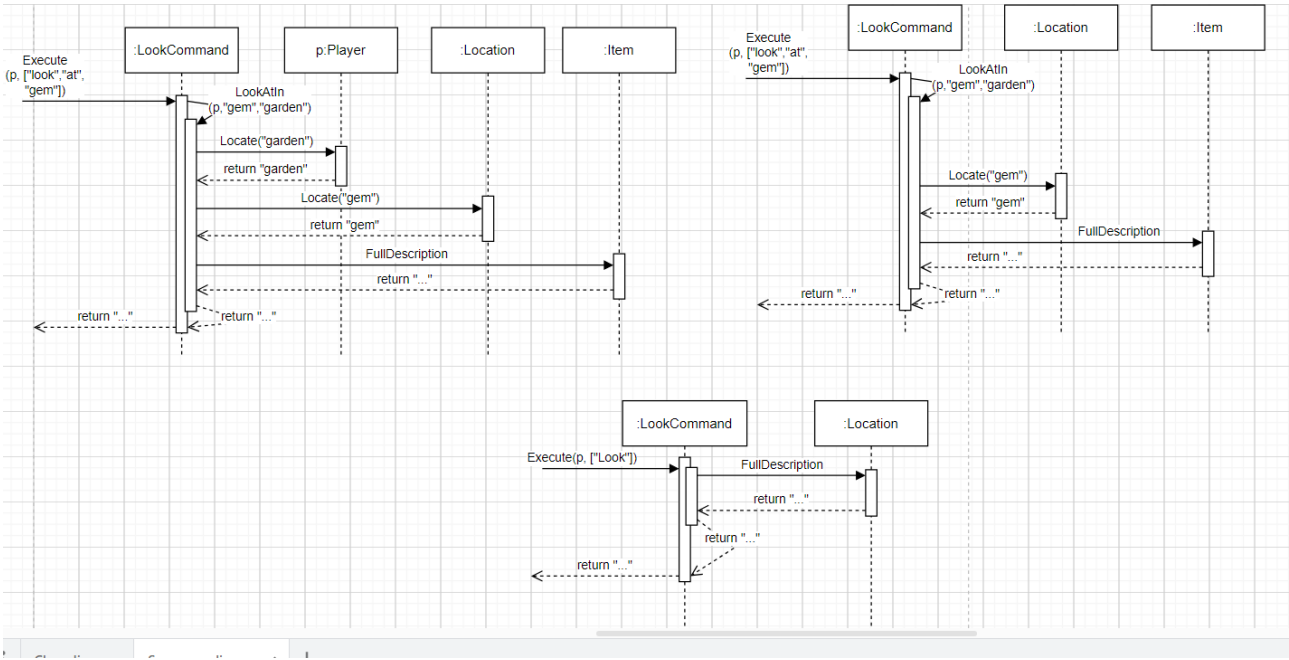 :LookCommand
p:Player
:Location
:Item
Execute
(p, ["look","at",
"gem"])
LookAtIn
(p,"gem","garden")
Locate("garden")
return "garden"
Locate("gem")
return "gem"
FullDescription
return "..."
return "..."
return "..."
:LookCommand
:Location
:Item
Execute
(p, ["look","at",
"gem"])
LookAtIn
(p,"gem","garden")
Locate("gem")
return "gem"
FullDescription
return "..."
return "..."
return "..."
:LookCommand
:Location
Execute(p, ["Look"])
FullDescription
return "..."
return "..."
return "..."